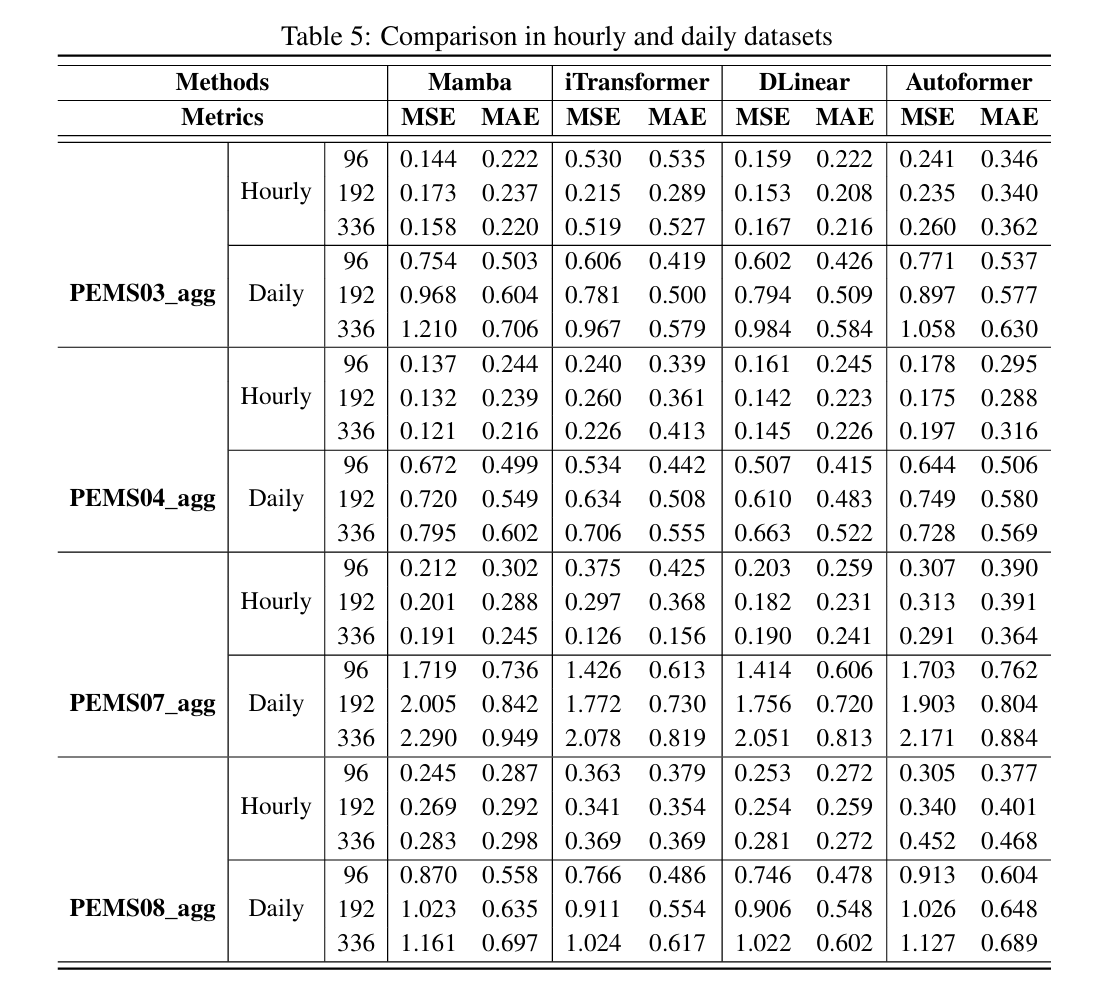 Table 5: Comparison in hourly and daily datasets
Methods Mamba iTransformer DLinear Autoformer
Metrics MSE MAE MSE MAE MSE MAE MSE MAE
PEMS03_agg Hourly 96 0.144 0.222 0.530 0.535 0.159 0.222 0.241 0.346
192 0.173 0.237 0.215 0.289 0.153 0.208 0.235 0.340
336 0.158 0.220 0.519 0.527 0.167 0.216 0.260 0.362
Daily 96 0.754 0.503 0.606 0.419 0.602 0.426 0.771 0.537
192 0.968 0.604 0.781 0.500 0.794 0.509 0.897 0.577
336 1.210 0.706 0.967 0.579 0.984 0.584 1.058 0.630
PEMS04_agg Hourly 96 0.137 0.244 0.240 0.339 0.161 0.245 0.178 0.295
192 0.132 0.239 0.260 0.361 0.142 0.223 0.175 0.288
336 0.121 0.216 0.226 0.413 0.145 0.226 0.197 0.316
Daily 96 0.672 0.499 0.534 0.442 0.507 0.415 0.644 0.506
192 0.720 0.549 0.634 0.508 0.610 0.483 0.749 0.580
336 0.795 0.602 0.706 0.555 0.663 0.522 0.728 0.569
PEMS07_agg Hourly 96 0.212 0.302 0.375 0.425 0.203 0.259 0.307 0.390
192 0.201 0.288 0.297 0.368 0.182 0.231 0.313 0.391
336 0.191 0.245 0.126 0.156 0.190 0.241 0.291 0.364
Daily 96 1.719 0.736 1.426 0.613 1.414 0.606 1.703 0.762
192 2.005 0.842 1.772 0.730 1.756 0.720 1.903 0.804
336 2.290 0.949 2.078 0.819 2.051 0.813 2.171 0.884
PEMS08_agg Hourly 96 0.245 0.287 0.363 0.379 0.253 0.272 0.305 0.377
192 0.269 0.292 0.341 0.354 0.254 0.259 0.340 0.401
336 0.283 0.298 0.369 0.369 0.281 0.272 0.452 0.468
Daily 96 0.870 0.558 0.766 0.486 0.746 0.478 0.913 0.604
192 1.023 0.635 0.911 0.554 0.906 0.548 1.026 0.648
336 1.161 0.697 1.024 0.617 1.022 0.602 1.127 0.689